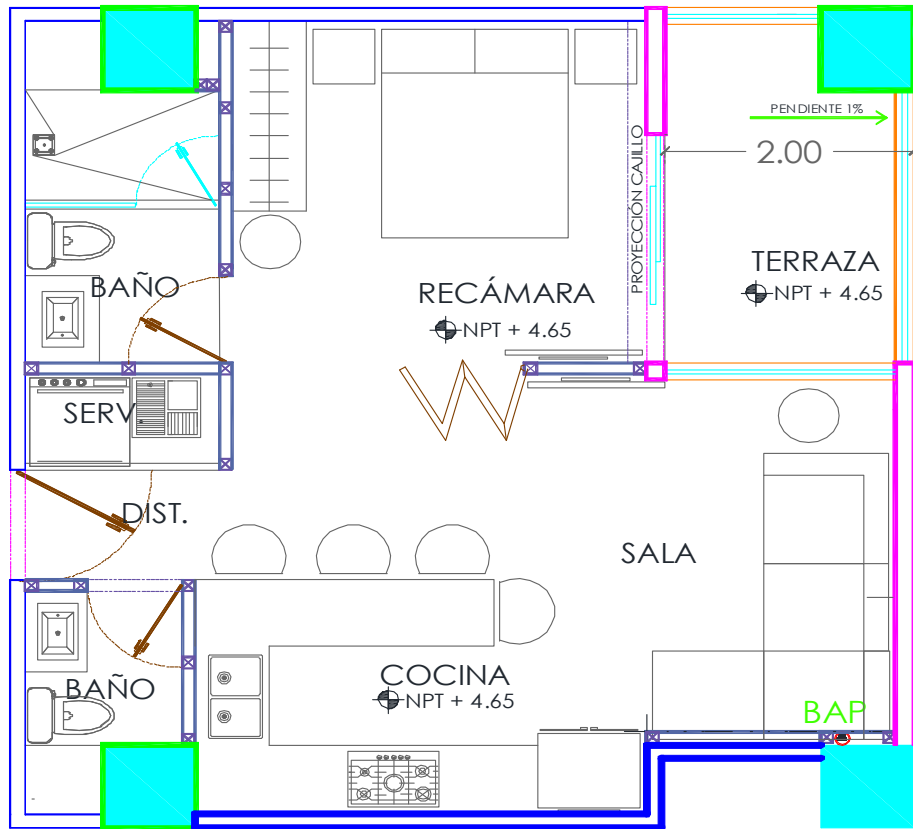 PENDIENTE 1%
2.00
PROYECCION CAJILLO
TERRAZA
NPT + 4.65
BAÑO
RECÁMARA
NPT + 4.65
SERV
DIST.
SALA
BAÑO
COCINA
NPT + 4.65
BAP